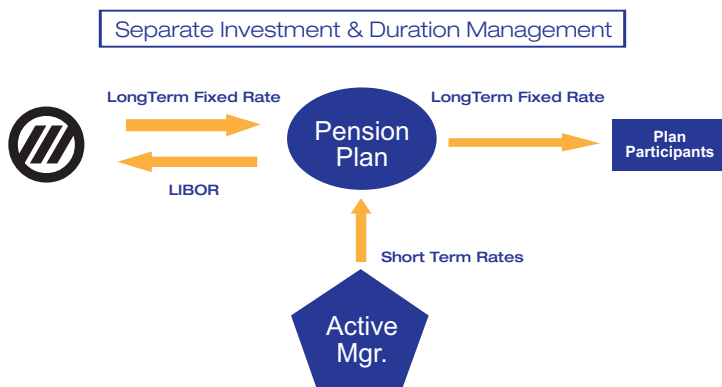 Separate Investment & Duration Management
LongTerm Fixed Rate
LongTerm Fixed Rate
Pension
Plan
Plan
Participants
LIBOR
Short Term Rates
Active
Mgr.